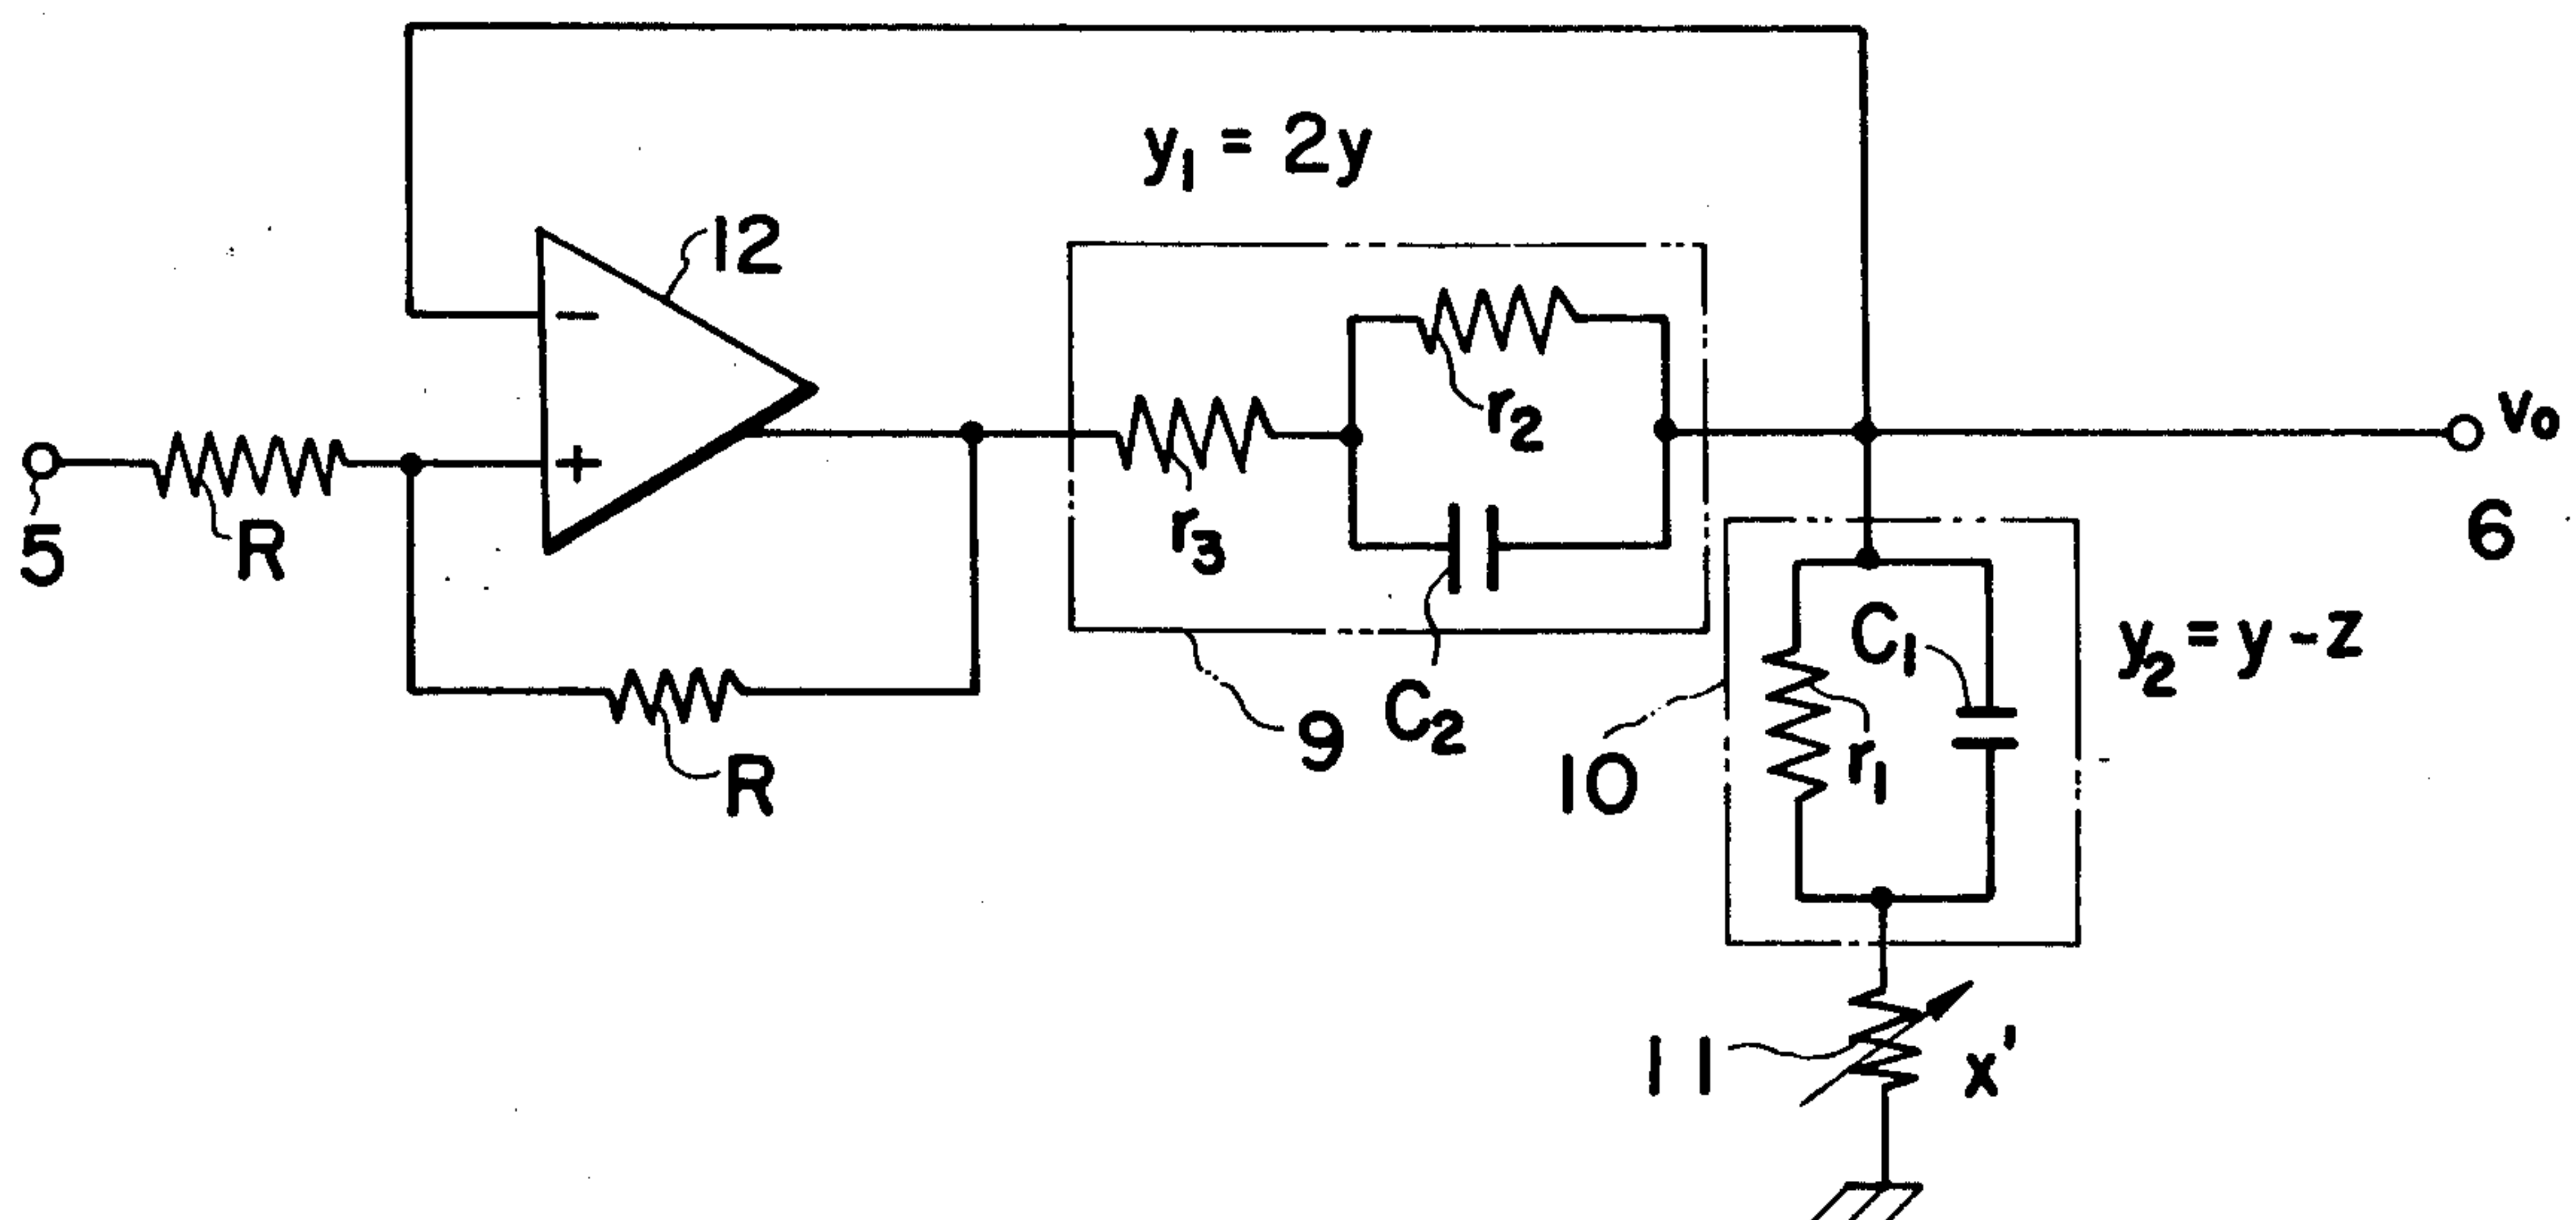 y₁ = 2y
12
−
+
v₀
5
R
r₃
r₂
6
C₂
C₁
r₁
y₂ = y - z
R
9
10
11
x'